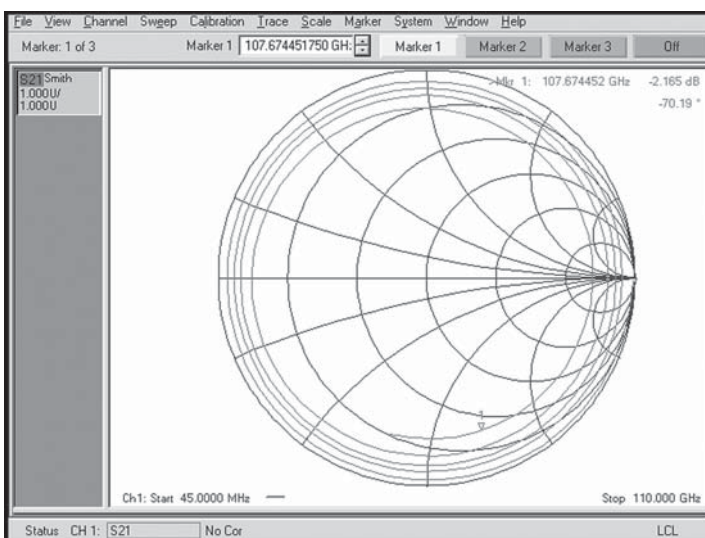 File View Channel Sweep Calibration Trace Scale Marker System Window Help
Marker: 1 of 3 Marker 1 107.674451750 GH: Marker 1 Marker 2 Marker 3 Off
S21 Smith
1.000U/
1.000U
>Mkr 1: 107.674452 GHz -2.165 dB
-70.19 °
1
Ch1: Start 45.0000 MHz Stop 110.000 GHz
Status CH 1: S21 No Cor LCL